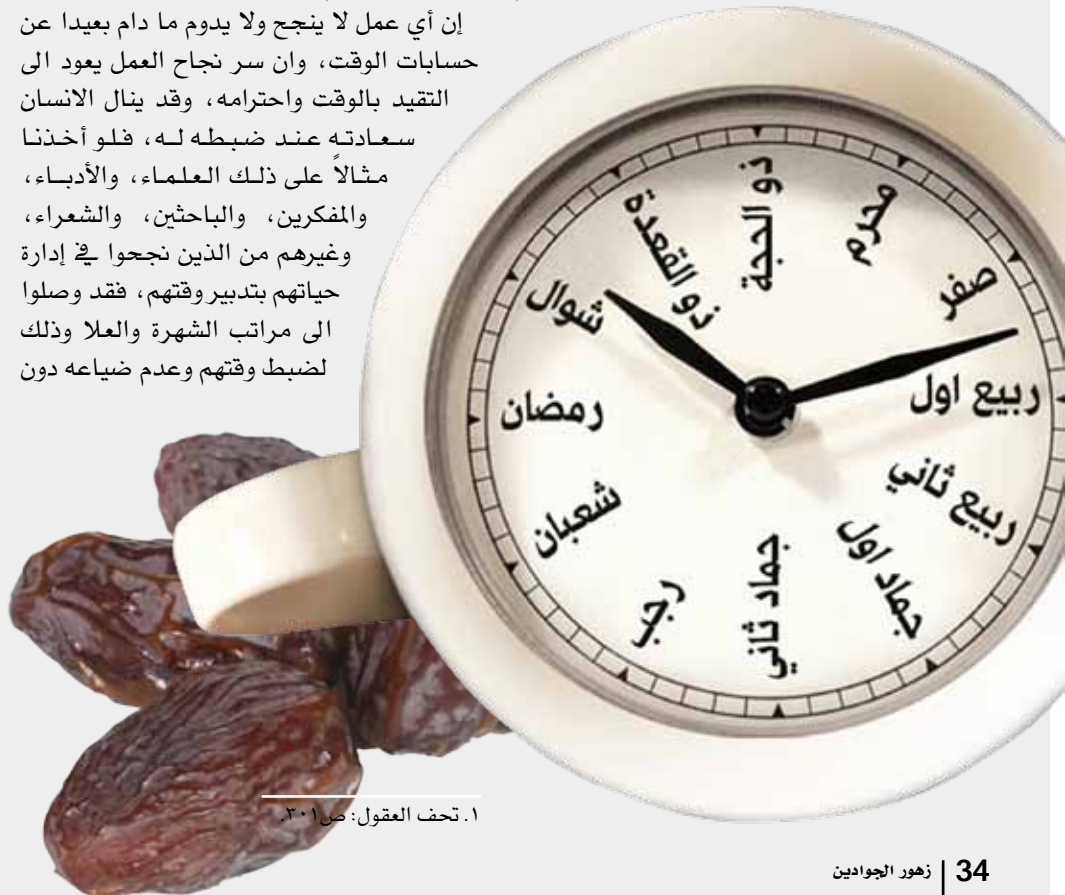 إن أي عمل لا ينجح ولا يدوم ما دام بعيدا عن
حسابات الوقت، وان سر نجاح العمل يعود الى
التقيد بالوقت واحترامه، وقد ينال الانسان
سعادته عند ضبطه له، فلو أخذنا
مثالاً على ذلك العلماء، والأدباء،
والمفكرين، والباحثين، والشعراء،
وغيرهم من الذين نجحوا في إدارة
حياتهم بتدبير وقتهم، فقد وصلوا
الى مراتب الشهرة والعلا وذلك
لضبط وقتهم وعدم ضياعه دون
ذو الحجة
محرم
صفر
ربيع اول
ربيع ثاني
جماد اول
جماد ثاني
رجب
شعبان
رمضان
شوال
ذو القعدة
١. تحف العقول: ص٣٠١.
34 | زهور الجوادين